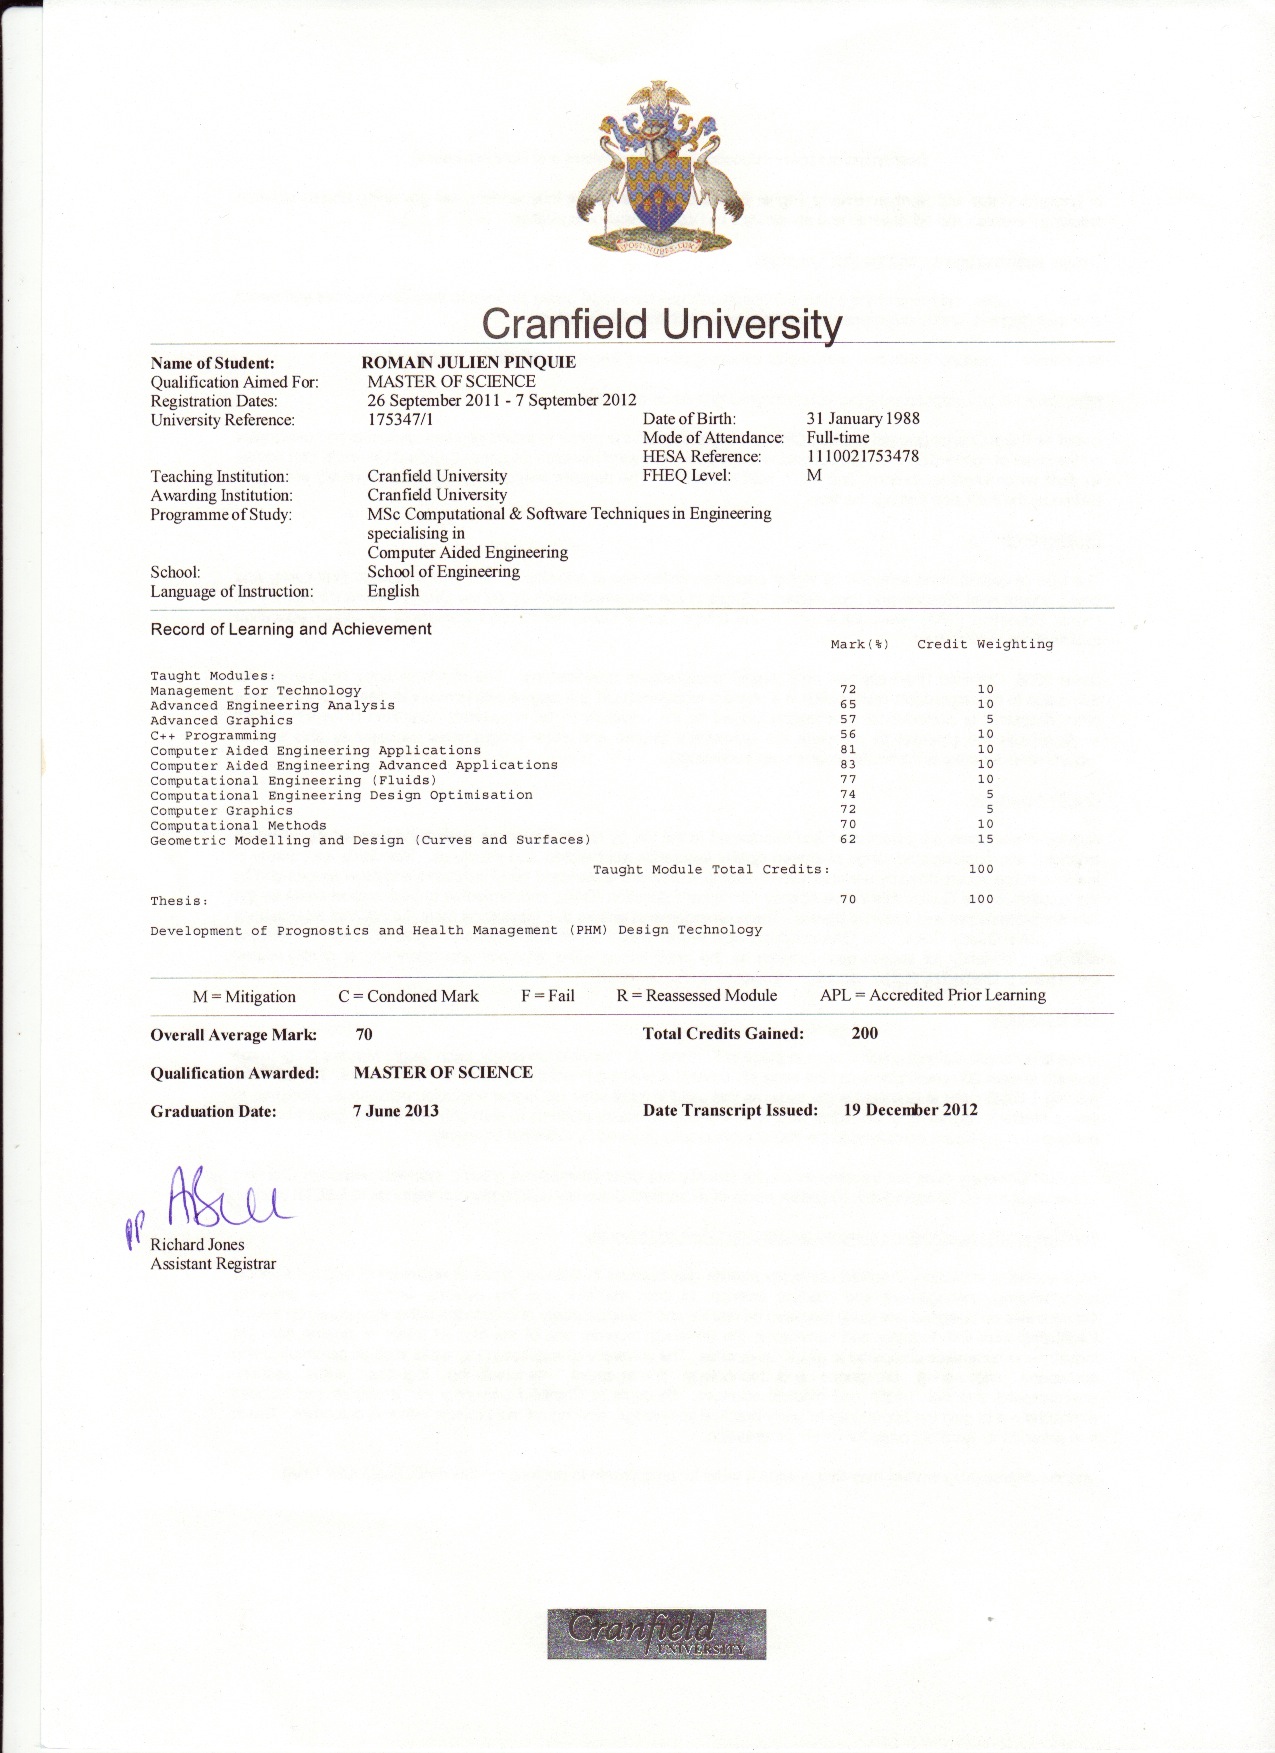 POST·NUBES·LUX
Cranfield University
Name of Student: ROMAIN JULIEN PINQUIE
Qualification Aimed For: MASTER OF SCIENCE
Registration Dates: 26 September 2011 - 7 September 2012
University Reference: 175347/1 Date of Birth: 31 January 1988
Mode of Attendance: Full-time
HESA Reference: 1110021753478
Teaching Institution: Cranfield University FHEQ Level: M
Awarding Institution: Cranfield University
Programme of Study: MSc Computational & Software Techniques in Engineering
specialising in
Computer Aided Engineering
School: School of Engineering
Language of Instruction: English
Record of Learning and Achievement
Mark(%) Credit Weighting
Taught Modules:
Management for Technology 72 10
Advanced Engineering Analysis 65 10
Advanced Graphics 57 5
C++ Programming 56 10
Computer Aided Engineering Applications 81 10
Computer Aided Engineering Advanced Applications 83 10
Computational Engineering (Fluids) 77 10
Computational Engineering Design Optimisation 74 5
Computer Graphics 72 5
Computational Methods 70 10
Geometric Modelling and Design (Curves and Surfaces) 62 15
Taught Module Total Credits: 100
Thesis: 70 100
Development of Prognostics and Health Management (PHM) Design Technology
M = Mitigation C = Condoned Mark F = Fail R = Reassessed Module APL = Accredited Prior Learning
Overall Average Mark: 70 Total Credits Gained: 200
Qualification Awarded: MASTER OF SCIENCE
Graduation Date: 7 June 2013 Date Transcript Issued: 19 December 2012
pp
Richard Jones
Assistant Registrar
Cranfield
UNIVERSITY